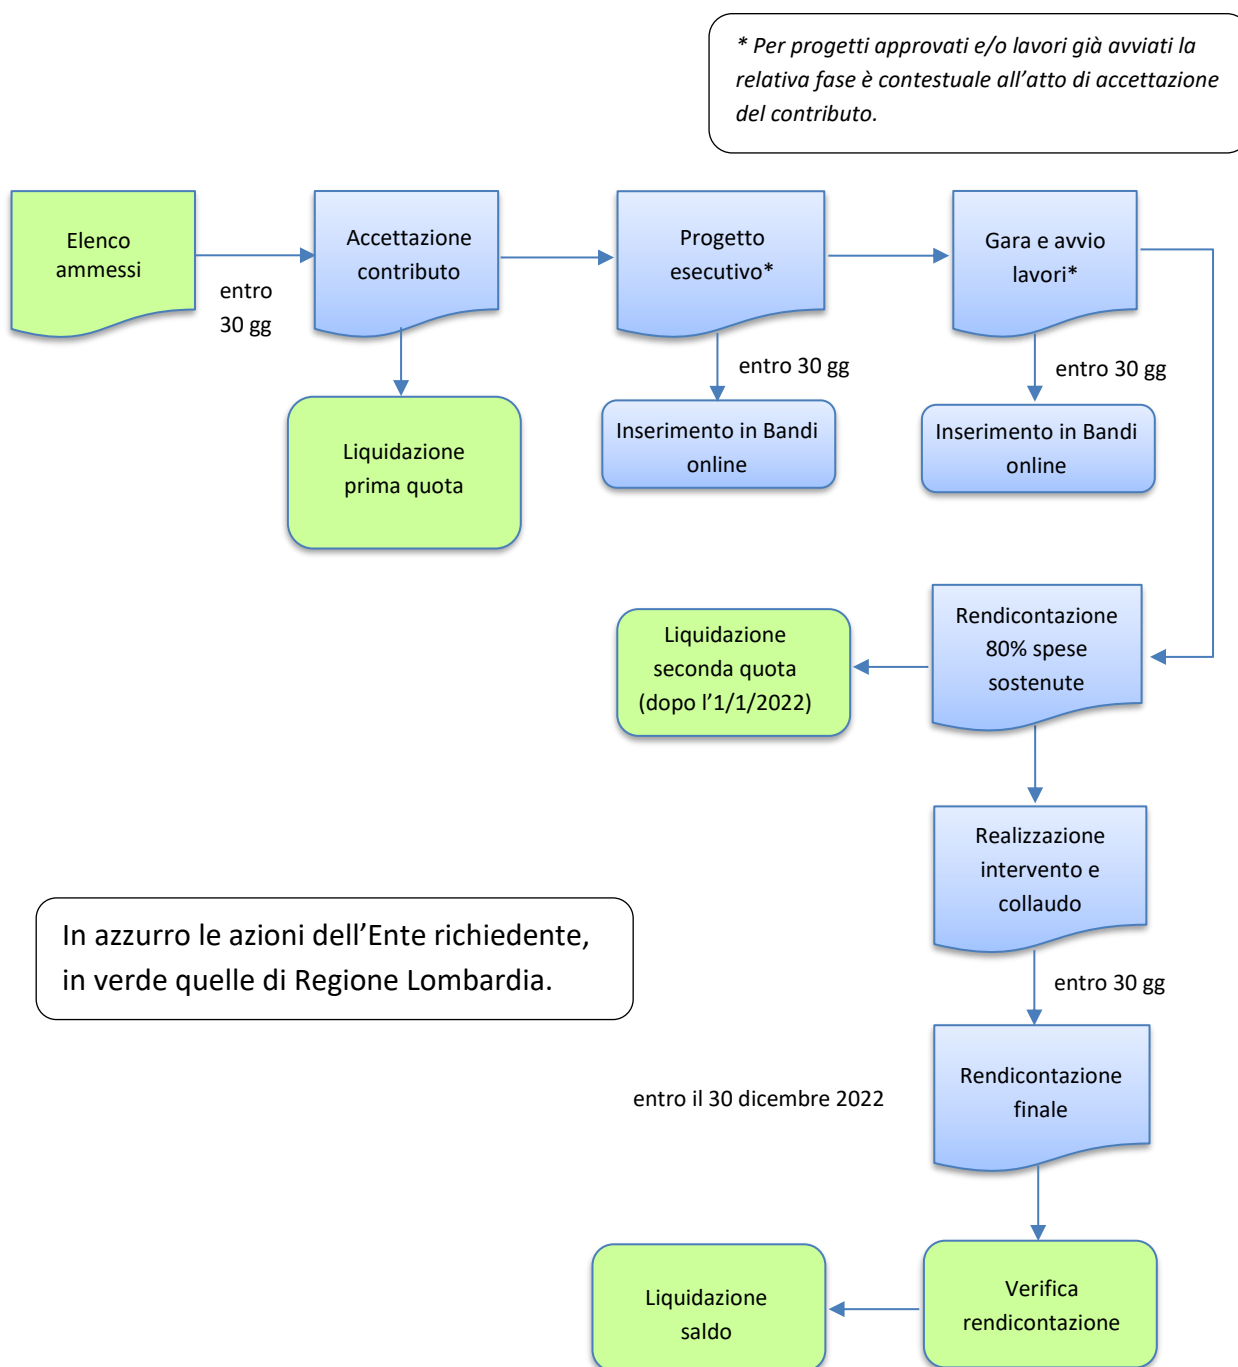 * Per progetti approvati e/o lavori già avviati la
relativa fase è contestuale all’atto di accettazione
del contributo.
Elenco
ammessi
entro
30 gg
Accettazione
contributo
Progetto
esecutivo*
Gara e avvio
lavori*
entro 30 gg
entro 30 gg
Liquidazione
prima quota
Inserimento in Bandi
online
Inserimento in Bandi
online
Rendicontazione
80% spese
sostenute
Liquidazione
seconda quota
(dopo l’1/1/2022)
Realizzazione
intervento e
collaudo
In azzurro le azioni dell’Ente richiedente,
in verde quelle di Regione Lombardia.
entro 30 gg
Rendicontazione
finale
entro il 30 dicembre 2022
Verifica
rendicontazione
Liquidazione
saldo